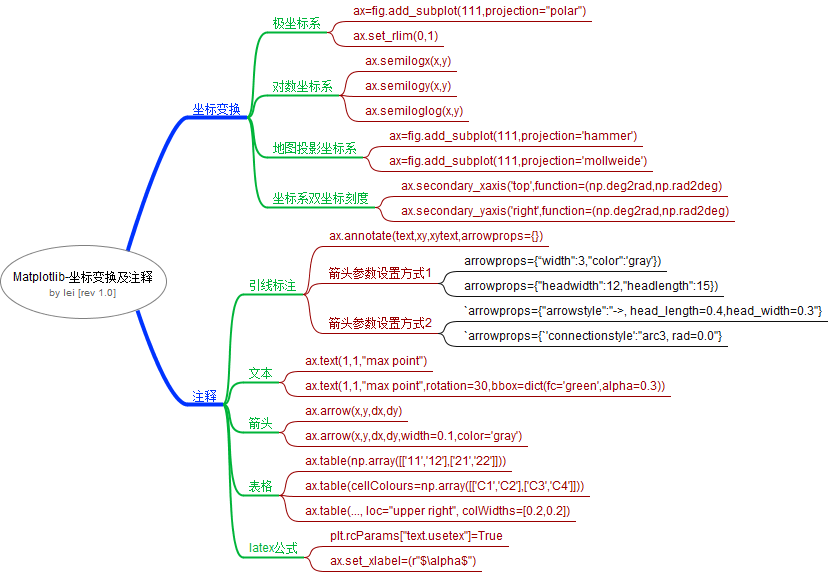 Matplotlib-坐标变换及注释
by lei [rev 1.0]
坐标变换
极坐标系
ax=fig.add_subplot(111,projection="polar")
ax.set_rlim(0,1)
对数坐标系
ax.semilogx(x,y)
ax.semilogy(x,y)
ax.semiloglog(x,y)
地图投影坐标系
ax=fig.add_subplot(111,projection='hammer')
ax=fig.add_subplot(111,projection='mollweide')
坐标系双坐标刻度
ax.secondary_xaxis('top',function=(np.deg2rad,np.rad2deg)
ax.secondary_yaxis('right',function=(np.deg2rad,np.rad2deg)
注释
引线标注
ax.annotate(text,xy,xytext,arrowprops={})
箭头参数设置方式1
arrowprops={“width":3,"color":'gray'})
arrowprops={"headwidth":12,"headlength":15})
箭头参数设置方式2
`arrowprops={"arrowstyle":"->, head_length=0.4,head_width=0.3"}
`arrowprops={`'connectionstyle':"arc3, rad=0.0"}
文本
ax.text(1,1,"max point")
ax.text(1,1,"max point",rotation=30,bbox=dict(fc='green',alpha=0.3))
箭头
ax.arrow(x,y,dx,dy)
ax.arrow(x,y,dx,dy,width=0.1,color='gray')
表格
ax.table(np.array([['11','12'],['21','22']]))
ax.table(cellColours=np.array([['C1','C2'],['C3','C4']]))
ax.table(..., loc="upper right", colWidths=[0.2,0.2])
latex公式
plt.rcParams["text.usetex"]=True
ax.set_xlabel=(r"$\alpha$")